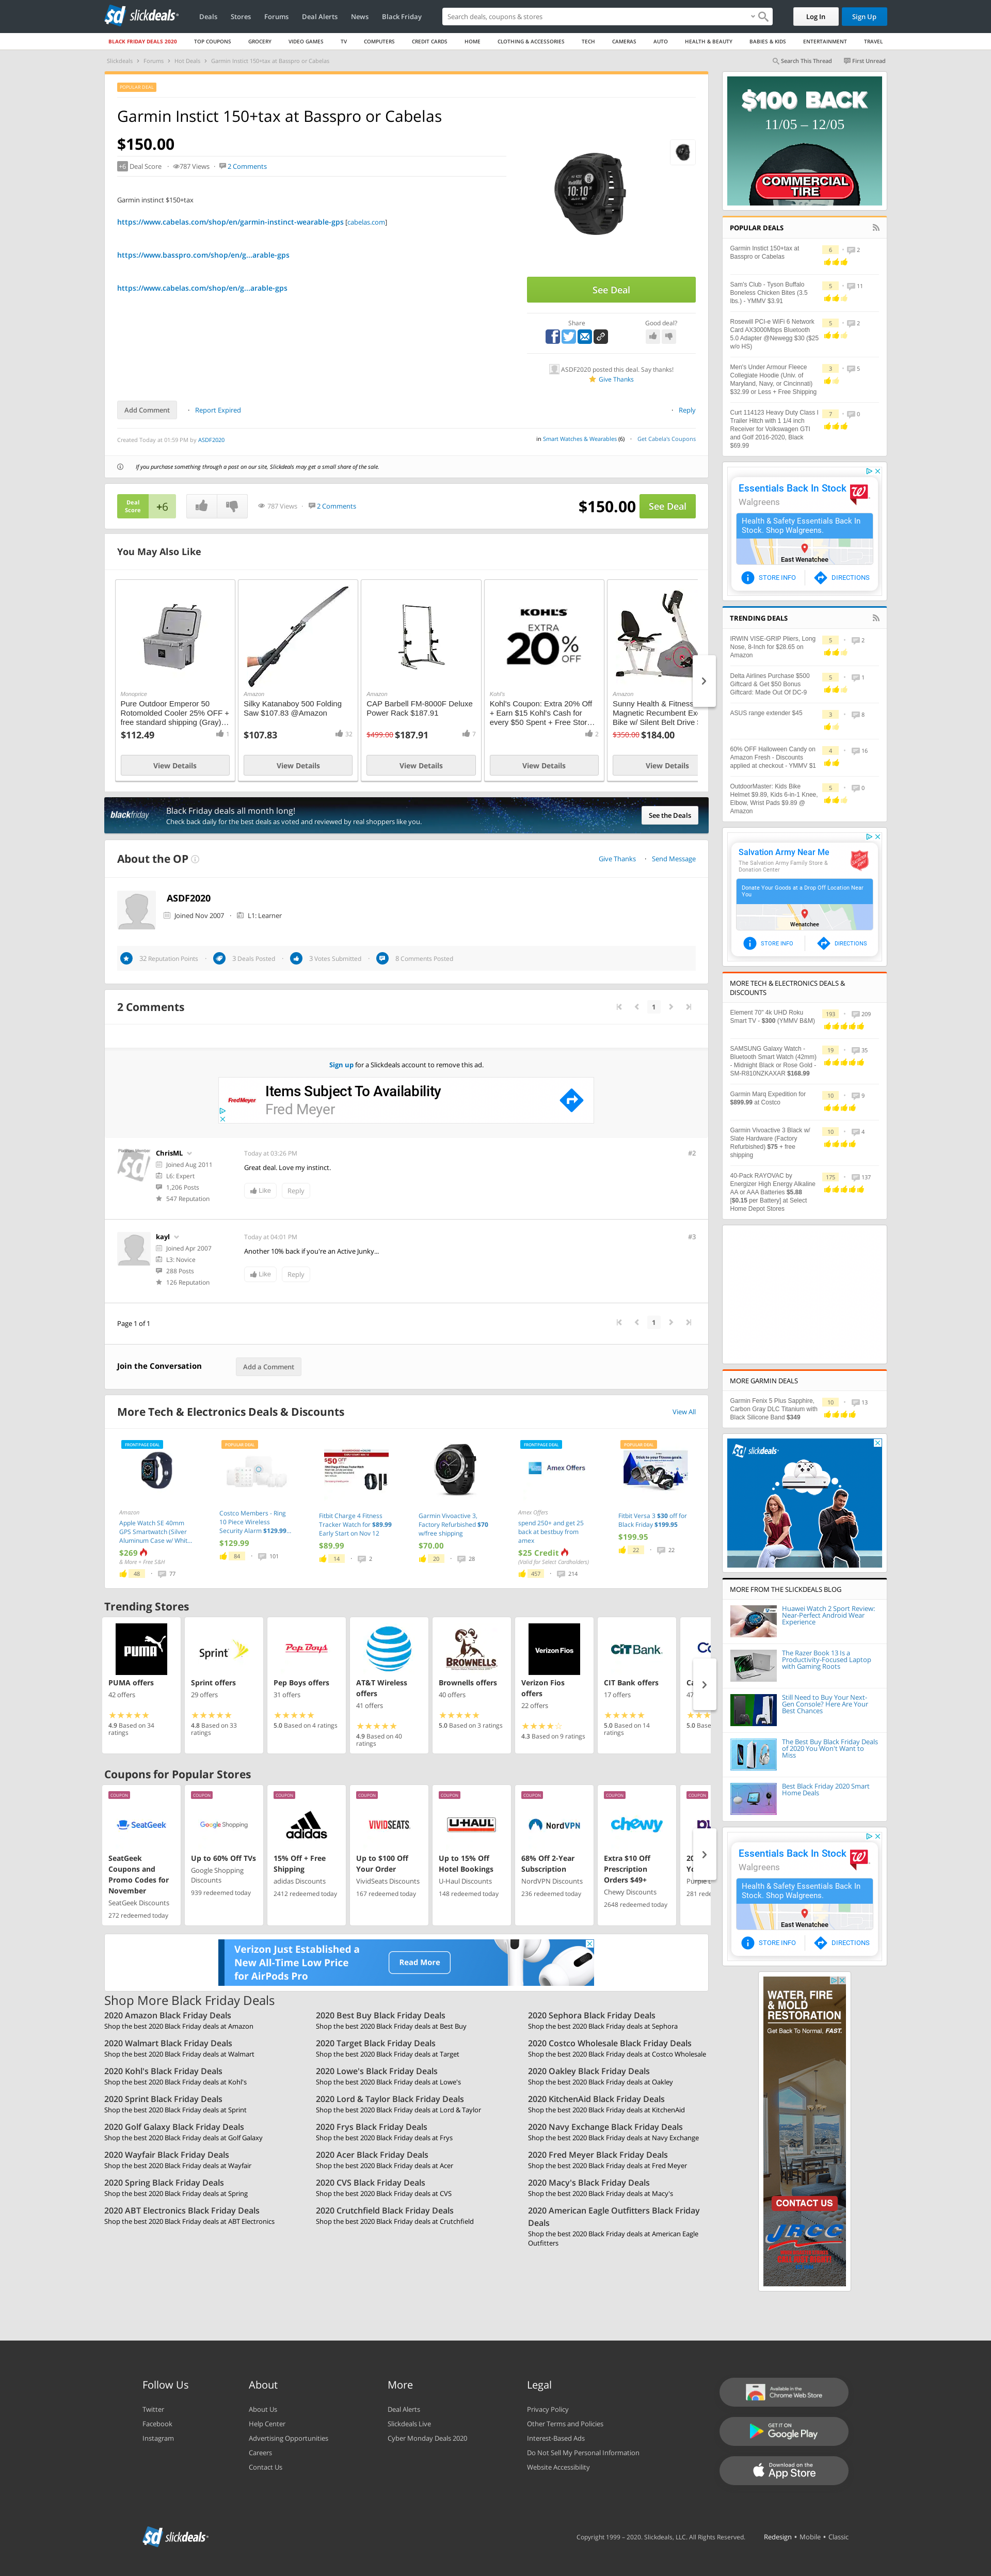 slickdeals
Deals Stores Forums Deal Alerts News Black Friday
Search deals, coupons & stores
Log In Sign Up
BLACK FRIDAY DEALS 2020 TOP COUPONS GROCERY VIDEO GAMES TV COMPUTERS CREDIT CARDS HOME CLOTHING & ACCESSORIES TECH CAMERAS AUTO HEALTH & BEAUTY BABIES & KIDS ENTERTAINMENT TRAVEL
Slickdeals › Forums › Hot Deals › Garmin Instict 150+tax at Basspro or Cabelas
Search This Thread First Unread
POPULAR DEAL
Garmin Instict 150+tax at Basspro or Cabelas
$150.00
+6 Deal Score 787 Views 2 Comments
Garmin instinct $150+tax
https://www.cabelas.com/shop/en/garmin-instinct-wearable-gps [cabelas.com]
https://www.basspro.com/shop/en/g...arable-gps
https://www.cabelas.com/shop/en/g...arable-gps
See Deal
Share Good deal?
ASDF2020 posted this deal. Say thanks!
Give Thanks
Add Comment Report Expired Reply
Created Today at 01:59 PM by ASDF2020
in Smart Watches & Wearables (6) Get Cabela's Coupons
If you purchase something through a post on our site, Slickdeals may get a small share of the sale.
Deal Score +6 787 Views 2 Comments $150.00 See Deal
You May Also Like
Monoprice
Pure Outdoor Emperor 50 Rotomolded Cooler 25% OFF + free standard shipping (Gray)...
$112.49 1
View Details
Amazon
Silky Katanaboy 500 Folding Saw $107.83 @Amazon
$107.83 32
View Details
Amazon
CAP Barbell FM-8000F Deluxe Power Rack $187.91
$499.00 $187.91 7
View Details
KOHL'S
EXTRA
20% OFF
Kohl's
Kohl's Coupon: Extra 20% Off + Earn $15 Kohl's Cash for every $50 Spent + Free Stor...
2
View Details
Amazon
Sunny Health & Fitness
Magnetic Recumbent Ex
Bike w/ Silent Belt Drive
$350.00 $184.00
View Details
blackfriday
Black Friday deals all month long!
Check back daily for the best deals as voted and reviewed by real shoppers like you.
See the Deals
About the OP
Give Thanks Send Message
ASDF2020
Joined Nov 2007 L1: Learner
32 Reputation Points 3 Deals Posted 3 Votes Submitted 8 Comments Posted
2 Comments
1
Sign up for a Slickdeals account to remove this ad.
FredMeyer
Items Subject To Availability
Fred Meyer
ChrisML
Joined Aug 2011
L6: Expert
1,206 Posts
547 Reputation
Today at 03:26 PM #2
Great deal. Love my instinct.
Like Reply
kayl
Joined Apr 2007
L3: Novice
288 Posts
126 Reputation
Today at 04:01 PM #3
Another 10% back if you're an Active Junky...
Like Reply
Page 1 of 1
1
Join the Conversation Add a Comment
More Tech & Electronics Deals & Discounts
View All
FRONTPAGE DEAL
Amazon
Apple Watch SE 40mm GPS Smartwatch (Silver Aluminum Case w/ Whit...
$269
& More + Free S&H
48 77
POPULAR DEAL
Costco Members - Ring 10 Piece Wireless Security Alarm $129.99...
$129.99
84 101
$50 OFF
Fitbit Charge 4 Fitness Tracker Watch for $89.99 Early Start on Nov 12
$89.99
14 2
Garmin Vivoactive 3, Factory Refurbished $70 w/free shipping
$70.00
20 28
FRONTPAGE DEAL
Amex Offers
Amex Offers
spend 250+ and get 25 back at bestbuy from amex
$25 Credit
(Valid for Select Cardholders)
457 214
POPULAR DEAL
Fitbit Versa 3 $30 off for Black Friday $199.95
$199.95
22 22
Trending Stores
PUMA
PUMA offers
42 offers
4.9 Based on 34 ratings
Sprint
Sprint offers
29 offers
4.8 Based on 33 ratings
Pep Boys
Pep Boys offers
31 offers
5.0 Based on 4 ratings
AT&T Wireless offers
41 offers
4.9 Based on 40 ratings
BROWNELLS
Brownells offers
40 offers
5.0 Based on 3 ratings
Verizon Fios
Verizon Fios offers
22 offers
4.3 Based on 9 ratings
CIT BANK
CIT Bank offers
17 offers
5.0 Based on 14 ratings
Ca
47
5.0 Base
Coupons for Popular Stores
COUPON
SeatGeek
SeatGeek Coupons and Promo Codes for November
SeatGeek Discounts
272 redeemed today
COUPON
Google Shopping
Up to 60% Off TVs
Google Shopping Discounts
939 redeemed today
COUPON
adidas
15% Off + Free Shipping
adidas Discounts
2412 redeemed today
COUPON
VIVIDSEATS
Up to $100 Off Your Order
VividSeats Discounts
167 redeemed today
COUPON
U-HAUL
Up to 15% Off Hotel Bookings
U-Haul Discounts
148 redeemed today
COUPON
NordVPN
68% Off 2-Year Subscription
NordVPN Discounts
236 redeemed today
COUPON
chewy
Extra $10 Off Prescription Orders $49+
Chewy Discounts
2648 redeemed today
COUPON
20
Yo
Purple
281 rede
Verizon Just Established a
New All-Time Low Price
for AirPods Pro
Read More
Shop More Black Friday Deals
2020 Amazon Black Friday Deals
Shop the best 2020 Black Friday deals at Amazon
2020 Walmart Black Friday Deals
Shop the best 2020 Black Friday deals at Walmart
2020 Kohl's Black Friday Deals
Shop the best 2020 Black Friday deals at Kohl's
2020 Sprint Black Friday Deals
Shop the best 2020 Black Friday deals at Sprint
2020 Golf Galaxy Black Friday Deals
Shop the best 2020 Black Friday deals at Golf Galaxy
2020 Wayfair Black Friday Deals
Shop the best 2020 Black Friday deals at Wayfair
2020 Spring Black Friday Deals
Shop the best 2020 Black Friday deals at Spring
2020 ABT Electronics Black Friday Deals
Shop the best 2020 Black Friday deals at ABT Electronics
2020 Best Buy Black Friday Deals
Shop the best 2020 Black Friday deals at Best Buy
2020 Target Black Friday Deals
Shop the best 2020 Black Friday deals at Target
2020 Lowe's Black Friday Deals
Shop the best 2020 Black Friday deals at Lowe's
2020 Lord & Taylor Black Friday Deals
Shop the best 2020 Black Friday deals at Lord & Taylor
2020 Frys Black Friday Deals
Shop the best 2020 Black Friday deals at Frys
2020 Acer Black Friday Deals
Shop the best 2020 Black Friday deals at Acer
2020 CVS Black Friday Deals
Shop the best 2020 Black Friday deals at CVS
2020 Crutchfield Black Friday Deals
Shop the best 2020 Black Friday deals at Crutchfield
2020 Sephora Black Friday Deals
Shop the best 2020 Black Friday deals at Sephora
2020 Costco Wholesale Black Friday Deals
Shop the best 2020 Black Friday deals at Costco Wholesale
2020 Oakley Black Friday Deals
Shop the best 2020 Black Friday deals at Oakley
2020 KitchenAid Black Friday Deals
Shop the best 2020 Black Friday deals at KitchenAid
2020 Navy Exchange Black Friday Deals
Shop the best 2020 Black Friday deals at Navy Exchange
2020 Fred Meyer Black Friday Deals
Shop the best 2020 Black Friday deals at Fred Meyer
2020 Macy's Black Friday Deals
Shop the best 2020 Black Friday deals at Macy's
2020 American Eagle Outfitters Black Friday Deals
Shop the best 2020 Black Friday deals at American Eagle Outfitters
$100 BACK
11/05 – 12/05
COMMERCIAL TIRE
POPULAR DEALS
Garmin Instict 150+tax at Basspro or Cabelas 6 2
Sam's Club - Tyson Buffalo Boneless Chicken Bites (3.5 lbs.) - YMMV $3.91 5 11
Rosewill PCI-e WiFi 6 Network Card AX3000Mbps Bluetooth 5.0 Adapter @Newegg $30 ($25 w/o HS) 5 2
Men's Under Armour Fleece Collegiate Hoodie (Univ. of Maryland, Navy, or Cincinnati) $32.99 or Less + Free Shipping 3 5
Curt 114123 Heavy Duty Class I Trailer Hitch with 1 1/4 inch Receiver for Volkswagen GTI and Golf 2016-2020, Black $69.99 7 0
Essentials Back In Stock
Walgreens
Health & Safety Essentials Back In Stock. Shop Walgreens.
East Wenatchee
STORE INFO DIRECTIONS
TRENDING DEALS
IRWIN VISE-GRIP Pliers, Long Nose, 8-Inch for $28.65 on Amazon 5 2
Delta Airlines Purchase $500 Giftcard & Get $50 Bonus Giftcard: Made Out Of DC-9 5 1
ASUS range extender $45 3 8
60% OFF Halloween Candy on Amazon Fresh - Discounts applied at checkout - YMMV $1 4 16
OutdoorMaster: Kids Bike Helmet $9.89, Kids 6-in-1 Knee, Elbow, Wrist Pads $9.89 @ Amazon 5 0
Salvation Army Near Me
The Salvation Army Family Store & Donation Center
Donate Your Goods at a Drop Off Location Near You
Wenatchee
STORE INFO DIRECTIONS
MORE TECH & ELECTRONICS DEALS & DISCOUNTS
Element 70" 4k UHD Roku Smart TV - $300 (YMMV B&M) 193 209
SAMSUNG Galaxy Watch - Bluetooth Smart Watch (42mm) - Midnight Black or Rose Gold - SM-R810NZKAXAR $168.99 19 35
Garmin Marq Expedition for $899.99 at Costco 10 9
Garmin Vivoactive 3 Black w/ Slate Hardware (Factory Refurbished) $75 + free shipping 10 4
40-Pack RAYOVAC by Energizer High Energy Alkaline AA or AAA Batteries $5.88 [$0.15 per Battery] at Select Home Depot Stores 175 137
MORE GARMIN DEALS
Garmin Fenix 5 Plus Sapphire, Carbon Gray DLC Titanium with Black Silicone Band $349 10 13
slickdeals
MORE FROM THE SLICKDEALS BLOG
Huawei Watch 2 Sport Review: Near-Perfect Android Wear Experience
The Razer Book 13 Is a Productivity-Focused Laptop with Gaming Roots
Still Need to Buy Your Next-Gen Console? Here Are Your Best Chances
The Best Buy Black Friday Deals of 2020 You Won't Want to Miss
Best Black Friday 2020 Smart Home Deals
Essentials Back In Stock
Walgreens
Health & Safety Essentials Back In Stock. Shop Walgreens.
East Wenatchee
STORE INFO DIRECTIONS
WATER, FIRE & MOLD RESTORATION
Get Back To Normal, FAST.
CONTACT US
JRCC
Follow Us
Twitter
Facebook
Instagram
About
About Us
Help Center
Advertising Opportunities
Careers
Contact Us
More
Deal Alerts
Slickdeals Live
Cyber Monday Deals 2020
Legal
Privacy Policy
Other Terms and Policies
Interest-Based Ads
Do Not Sell My Personal Information
Website Accessibility
Available in the Chrome Web Store
GET IT ON Google Play
Download on the App Store
slickdeals
Copyright 1999 – 2020. Slickdeals, LLC. All Rights Reserved. Redesign • Mobile • Classic